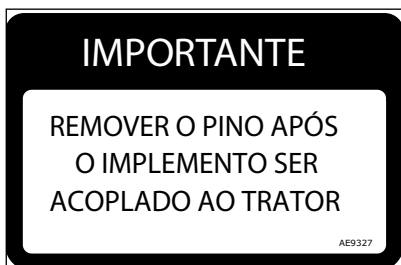 IMPORTANTE
REMOVER O PINO APÓS
O IMPLEMENTO SER
ACOPLADO AO TRATOR
AE9327